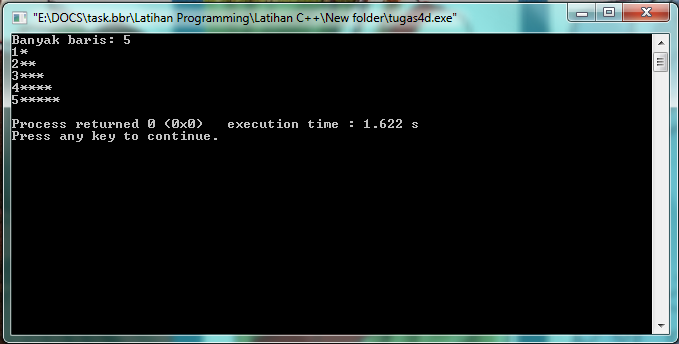 "E:\DOCS\task.bbr\Latihan Programming\Latihan C++\New folder\tugas4d.exe"
Banyak baris: 5
1*
2**
3***
4****
5*****
Process returned 0 (0x0)   execution time : 1.622 s
Press any key to continue.